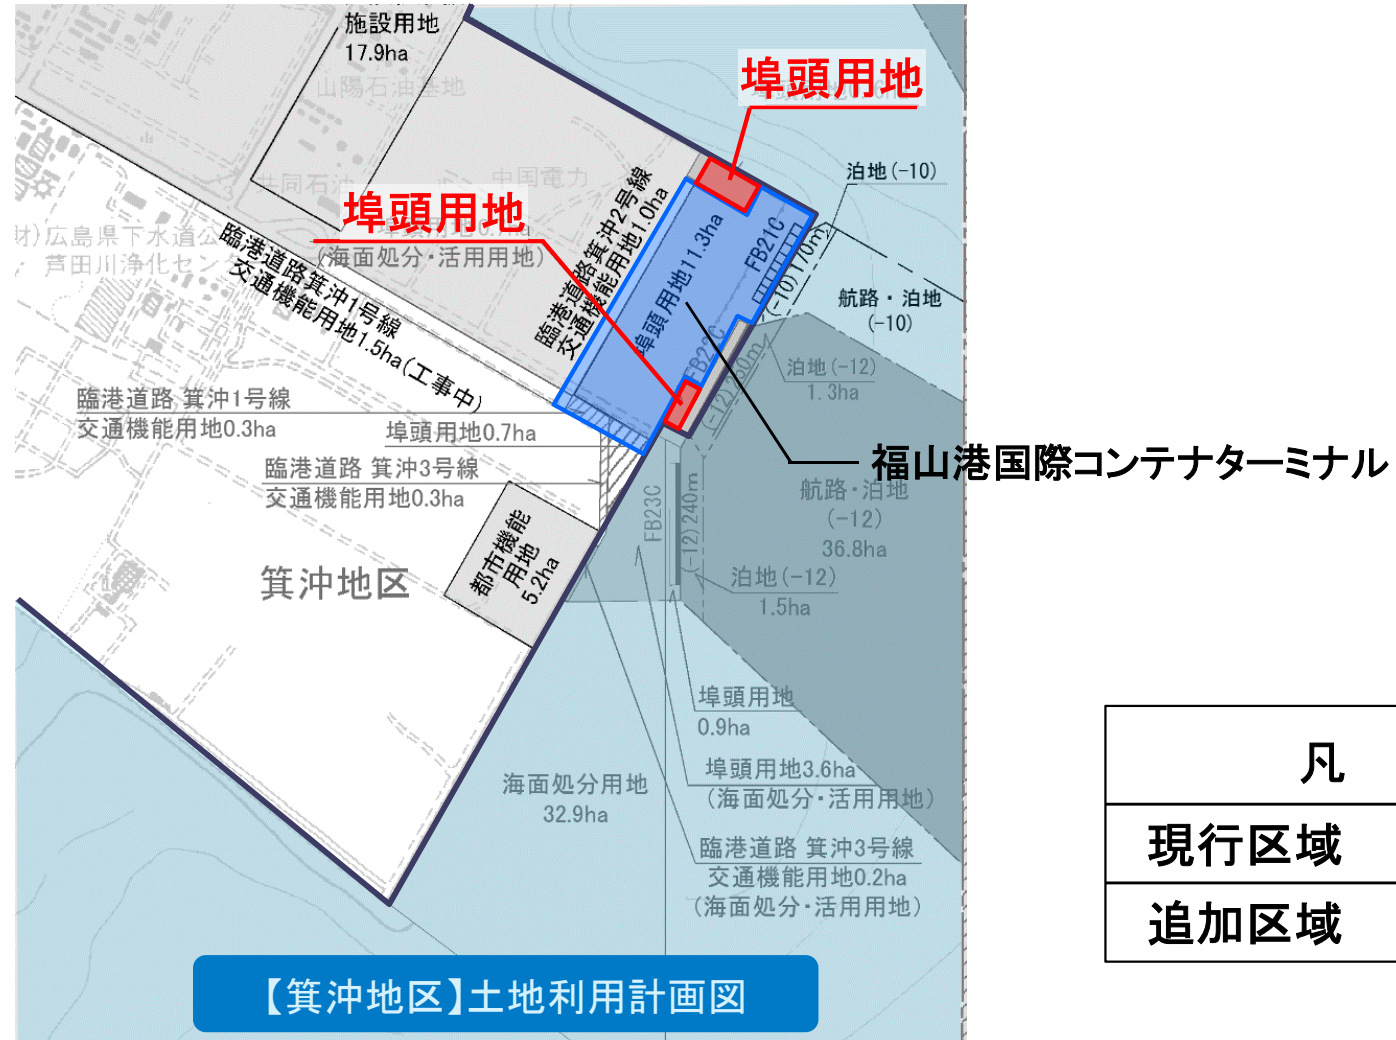 施設用地
17.9ha
山陽石油基地
埠頭用地
泊地(-10)
共同石油
中国電力
埠頭用地
埠頭用地0.7ha
(海面処分・活用用地)
広島県下水道公
芦田川浄化セン
臨港道路箕沖1号線
交通機能用地1.5ha(工事中)
臨港道路箕沖2号線
交通機能用地1.0ha
埠頭用地11.3ha
FB21C
(-10)170m
航路・泊地
(-10)
FB22C
泊地(-12)
1.3ha
臨港道路 箕沖1号線
交通機能用地0.3ha
埠頭用地0.7ha
臨港道路 箕沖3号線
交通機能用地0.3ha
福山港国際コンテナターミナル
航路・泊地
(-12)
36.8ha
FB23C
(-12)240m
都市機能
用地
5.2ha
箕沖地区
泊地(-12)
1.5ha
埠頭用地
0.9ha
埠頭用地3.6ha
(海面処分・活用用地)
海面処分用地
32.9ha
臨港道路 箕沖3号線
交通機能用地0.2ha
(海面処分・活用用地)
凡
現行区域
追加区域
【箕沖地区】土地利用計画図